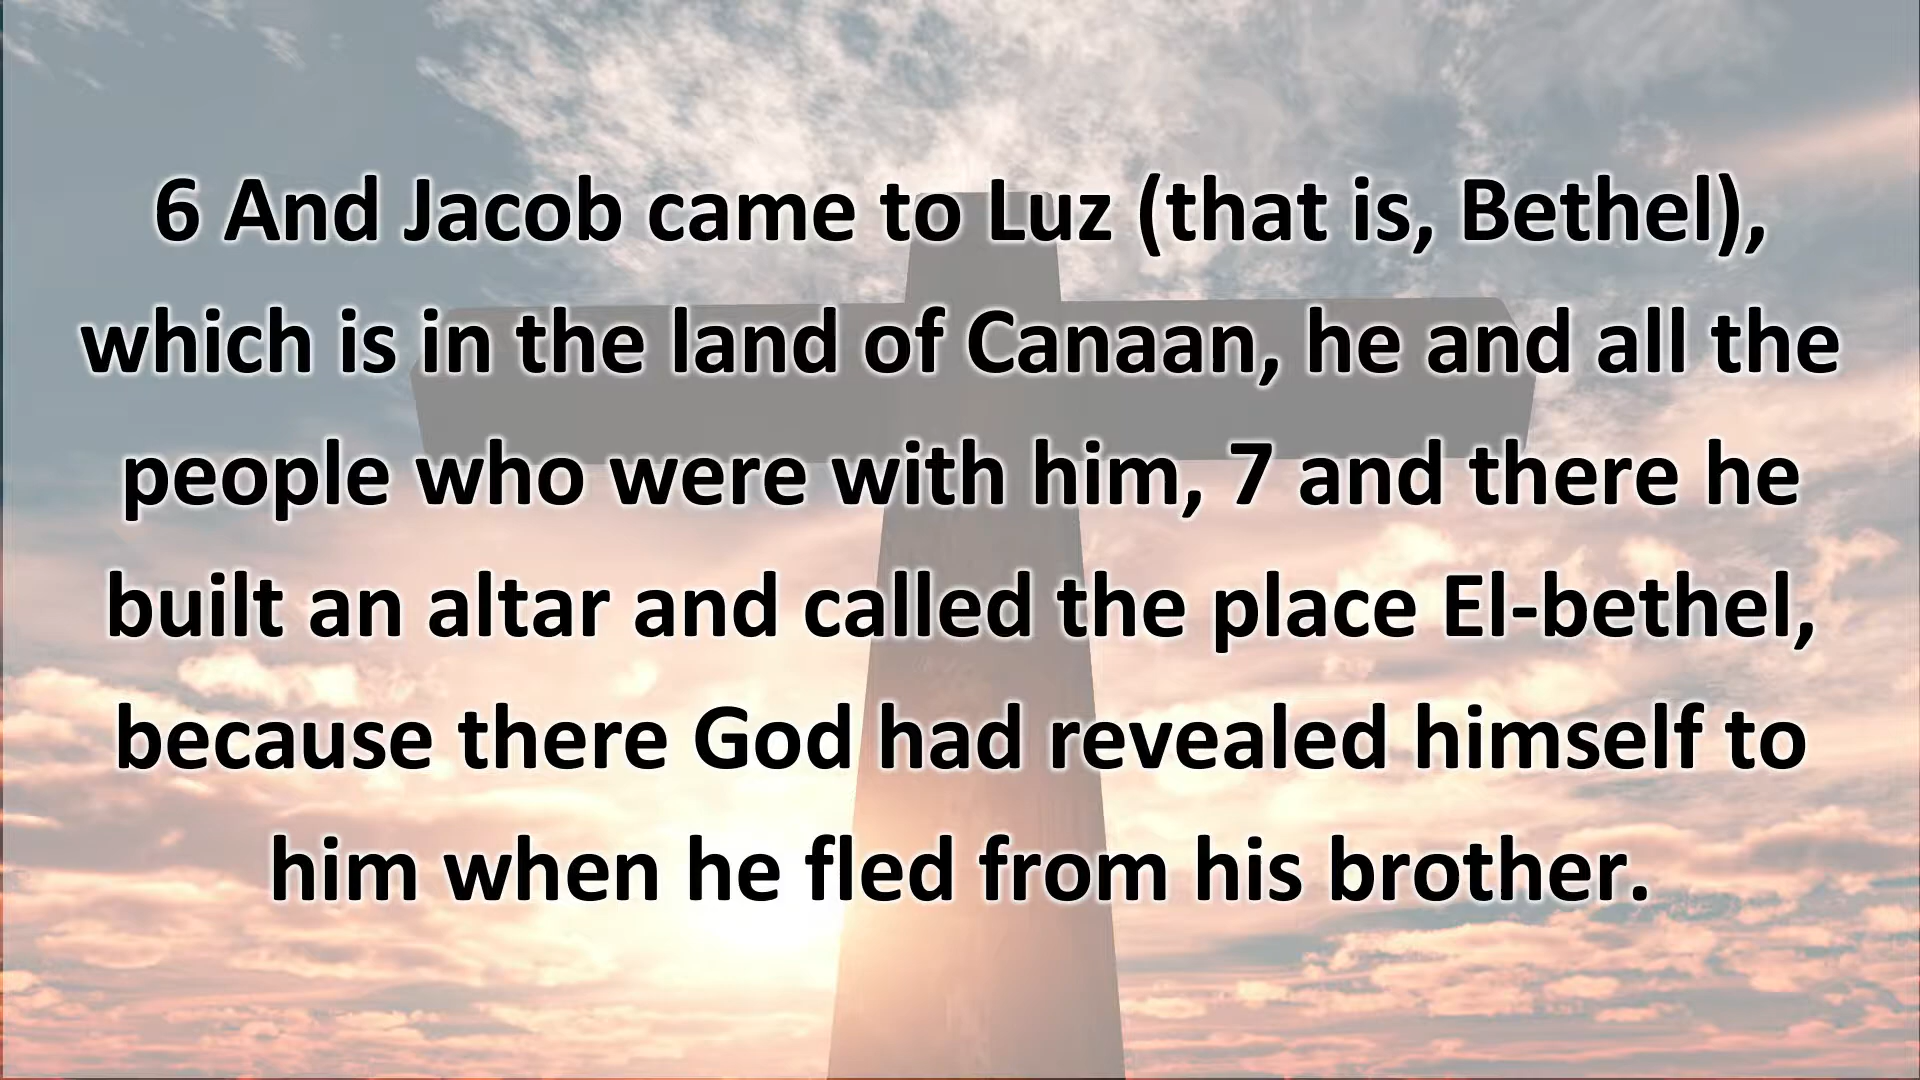 6 And Jacob came to Luz (that is, Bethel),
which is in the land of Canaan, he and all the
people who were with him, 7 and there he
built an altar and called the place El-bethel,
because there God had revealed himself to
him when he fled from his brother.